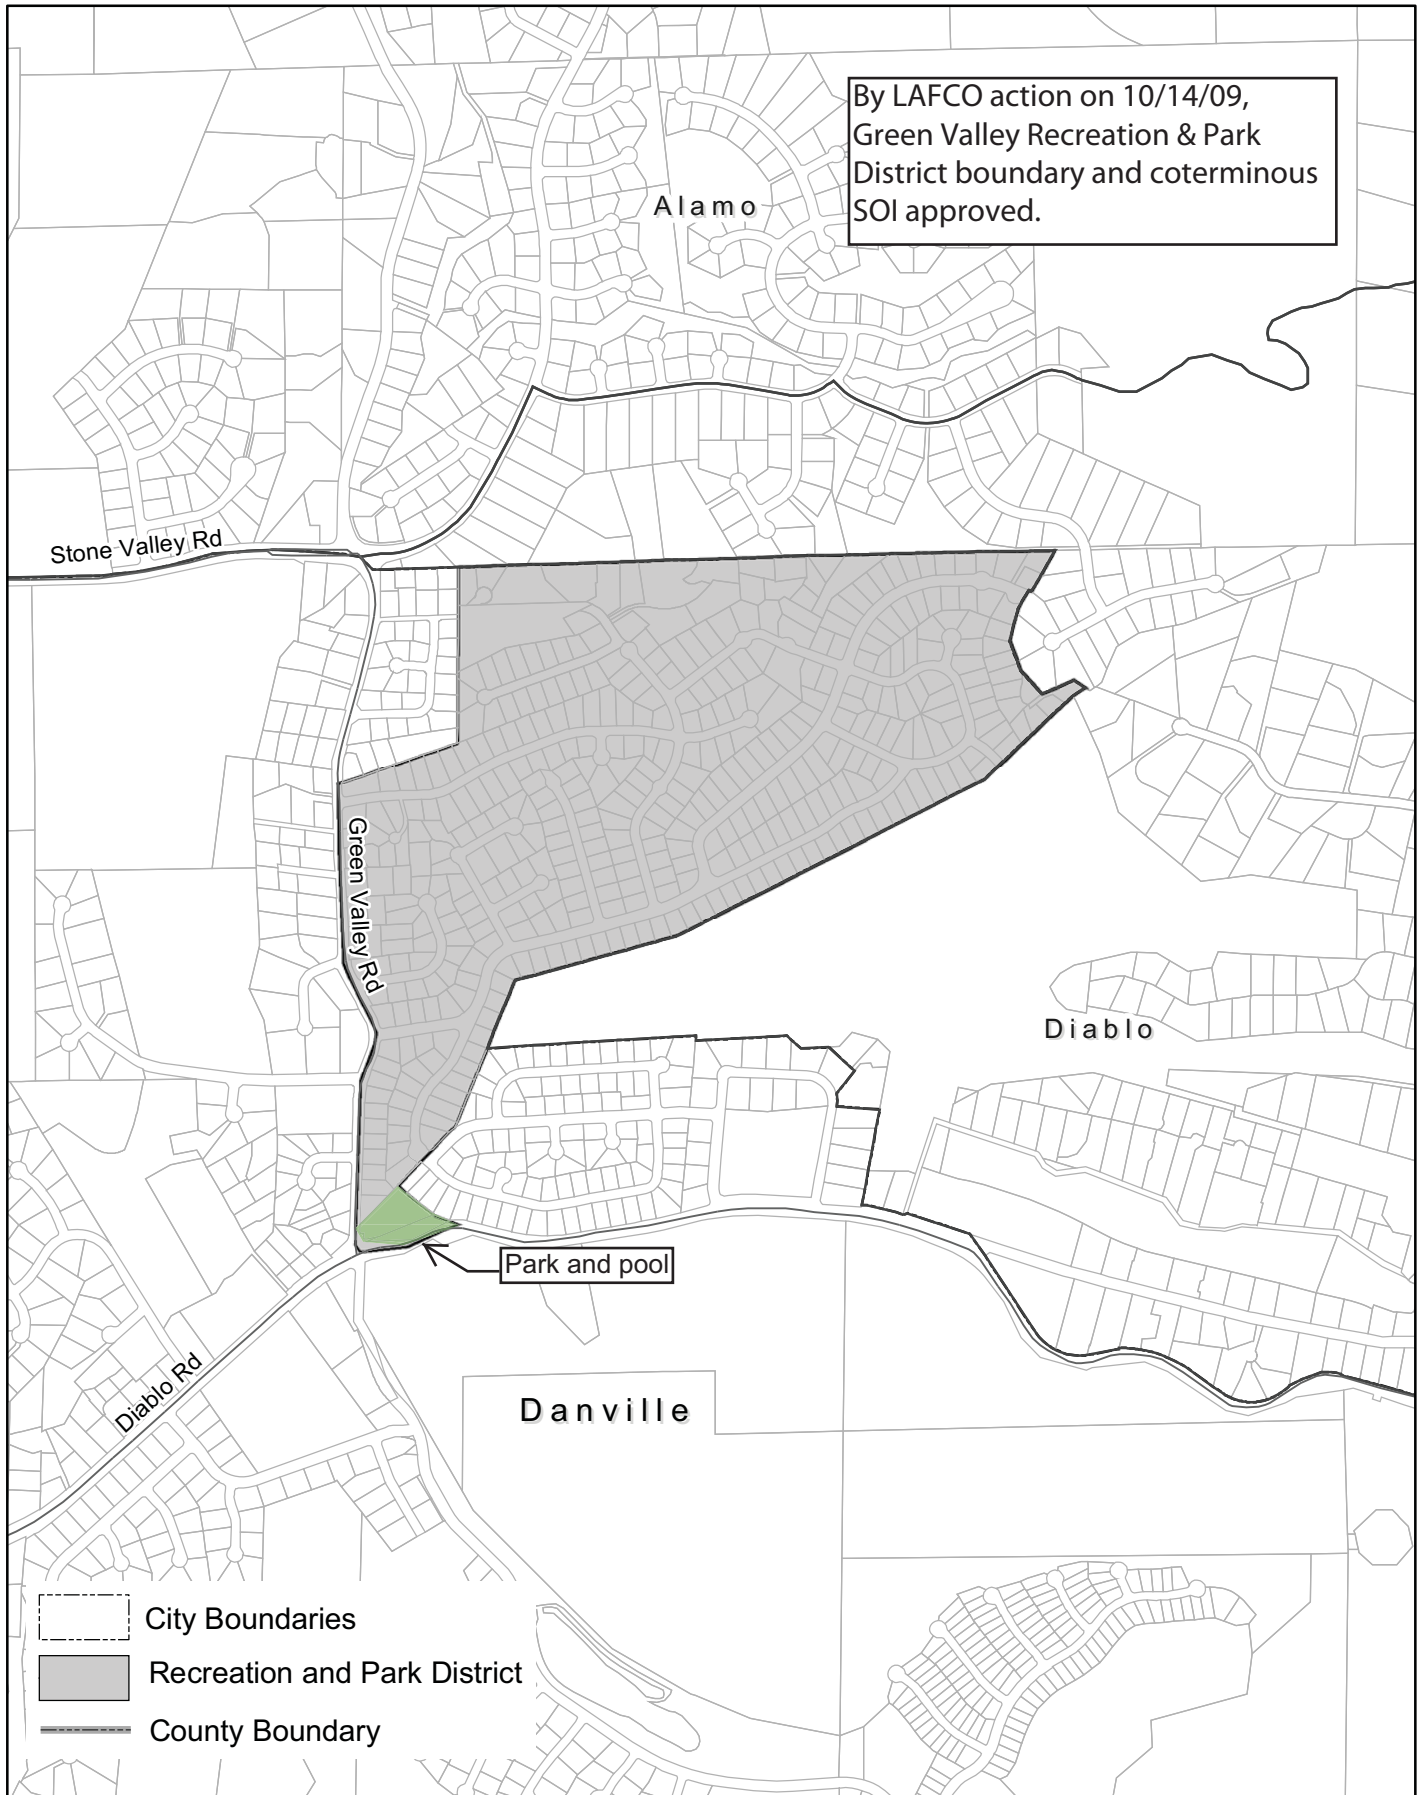 By LAFCO action on 10/14/09,
Green Valley Recreation & Park
District boundary and coterminous
SOI approved.
Alamo
Stone Valley Rd
Green Valley Rd
Diablo
Park and pool
Diablo Rd
Danville
City Boundaries
Recreation and Park District
County Boundary